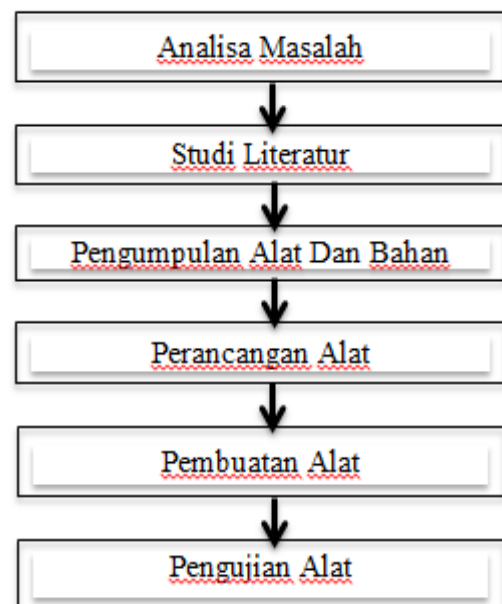 Analisa Masalah
Studi Literatur
Pengumpulan Alat Dan Bahan
Perancangan Alat
Pembuatan Alat
Pengujian Alat